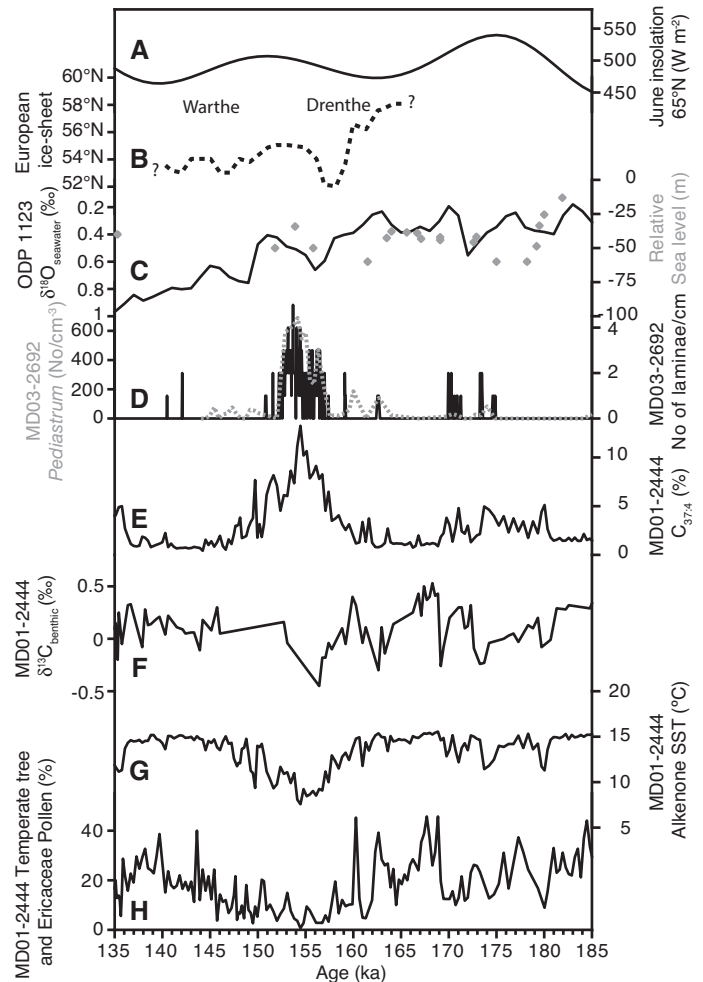 A
60°N
58°N
56°N
54°N
52°N
European
ice-sheet
Warthe
Drenthe
?
?
B
550
500
450
June insolation
65°N (W m-2)
0.2
0.4
0.6
0.8
1
ODP 1123
δ18Oseawater (‰)
C
0
-25
-50
-75
-100
Relative
Sea level (m)
600
400
200
0
MD03-2692
Pediastrum (No/cm-3)
D
4
2
0
MD03-2692
No of laminae/cm
E
10
5
0
MD01-2444
C37:4 (%)
0.5
0
-0.5
MD01-2444
δ13Cbenthic (‰)
F
20
15
10
5
MD01-2444
Alkenone SST (ºC)
G
40
20
0
MD01-2444 Temperate tree
and Ericaceae Pollen (%)
H
135 140 145 150 155 160 165 170 175 180 185
Age (ka)